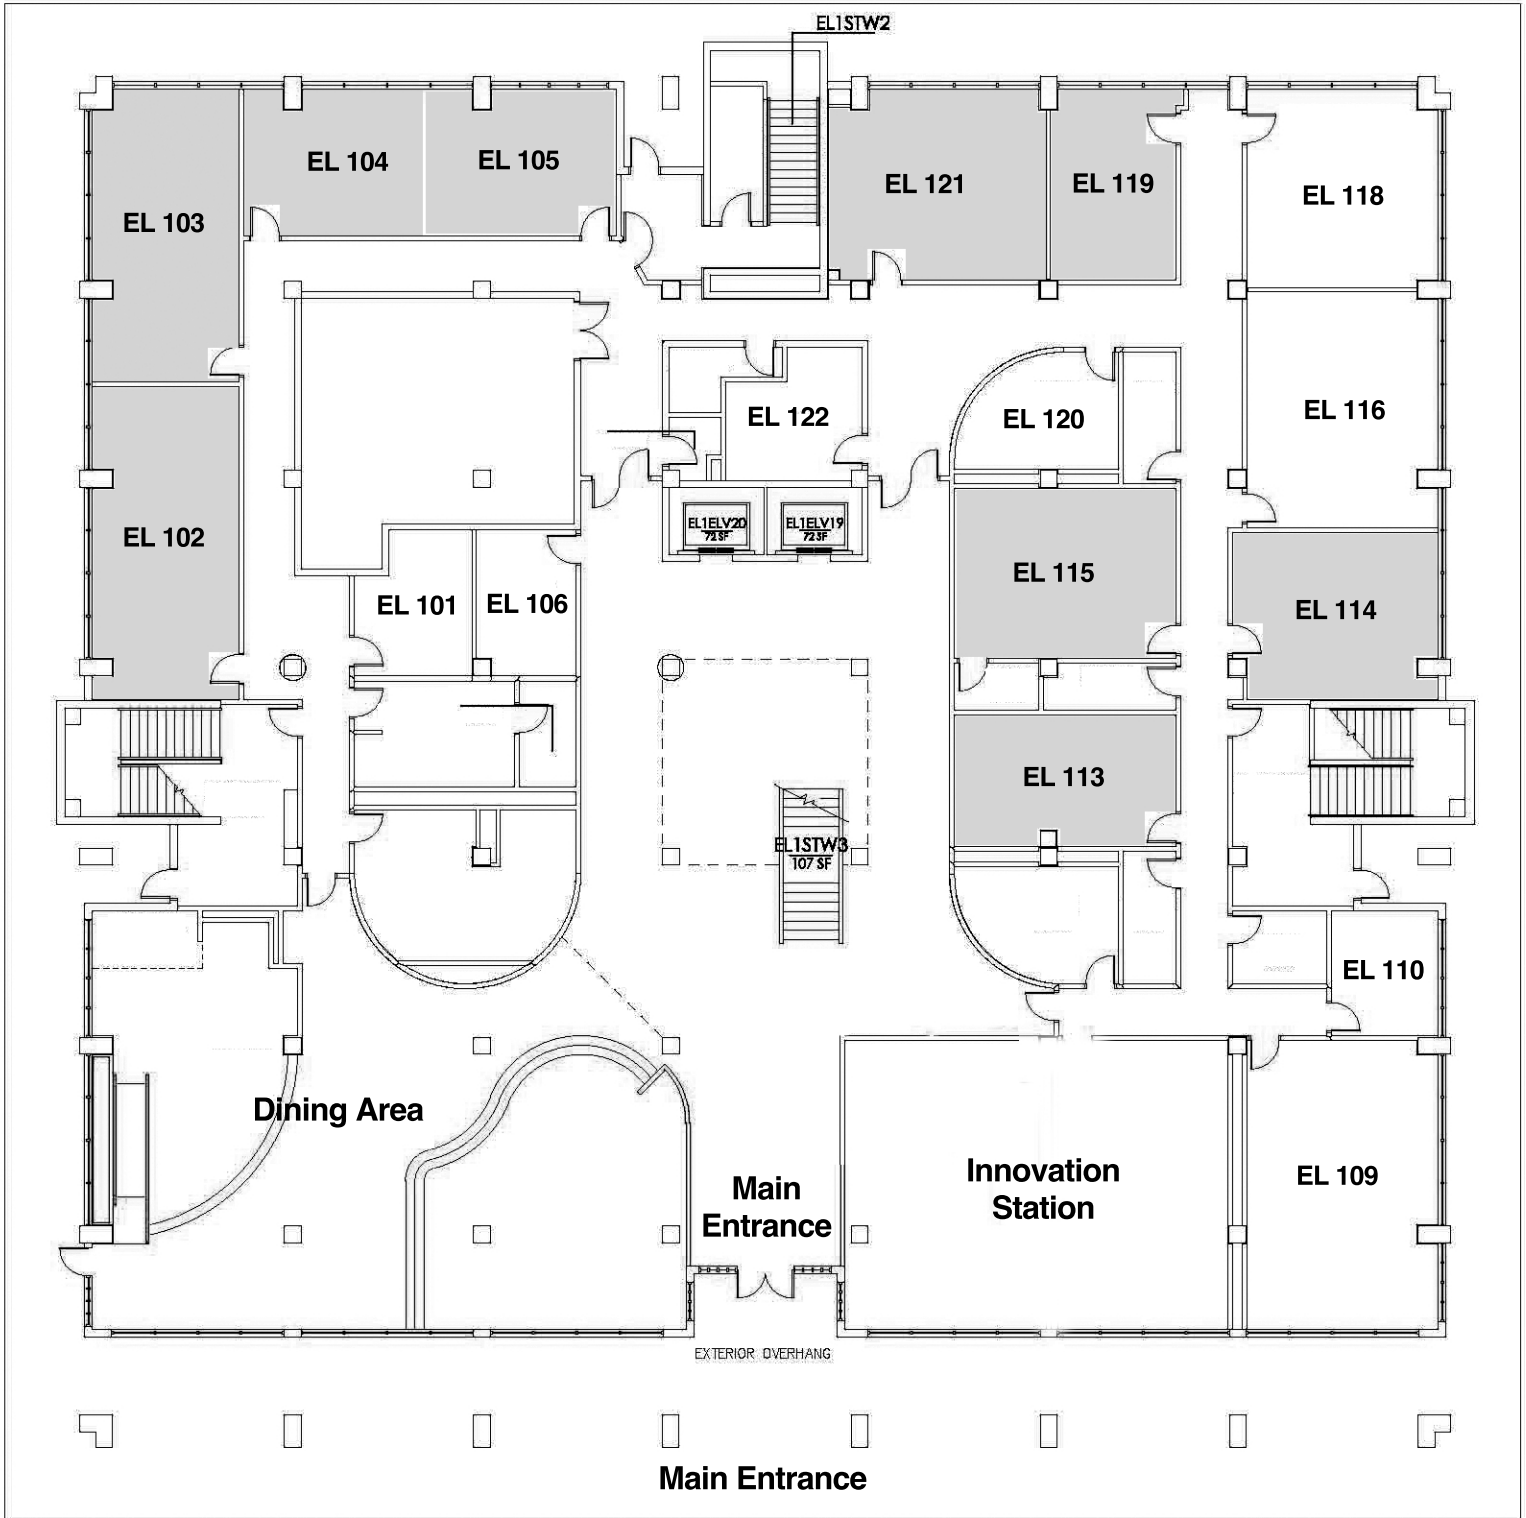 EL1STW2
EL 104
EL 105
EL 121
EL 119
EL 118
EL 103
EL 122
EL 120
EL 116
EL 102
EL1ELV20
72 SF
EL1ELV19
72 SF
EL 115
EL 101
EL 106
EL 114
EL 113
EL1STW3
107 SF
EL 110
Dining Area
Main
Entrance
Innovation
Station
EL 109
EXTERIOR OVERHANG
Main Entrance